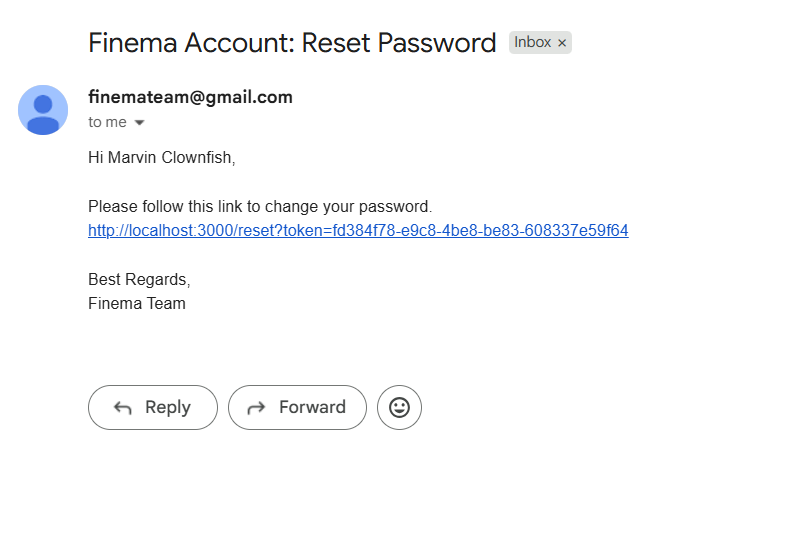 Finema Account: Reset Password Inbox ×
finemateam@gmail.com
to me
Hi Marvin Clownfish,
Please follow this link to change your password.
http://localhost:3000/reset?token=fd384f78-e9c8-4be8-be83-608337e59f64
Best Regards,
Finema Team
Reply Forward